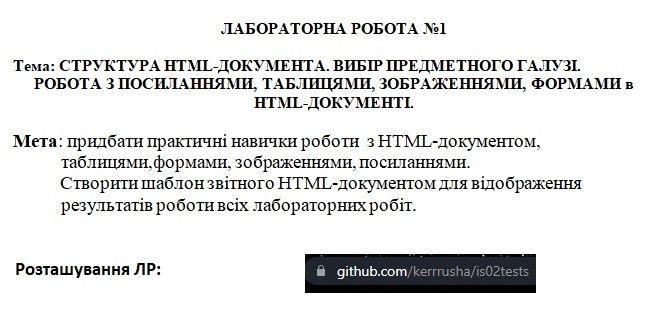 ЛАБОРАТОРНА РОБОТА №1
Тема: СТРУКТУРА HTML-ДОКУМЕНТА. ВИБІР ПРЕДМЕТНОГО ГАЛУЗІ.
РОБОТА З ПОСИЛАННЯМИ, ТАБЛИЦЯМИ, ЗОБРАЖЕННЯМИ, ФОРМАМИ в
HTML-ДОКУМЕНТІ.
Мета: придбати практичні навички роботи з HTML-документом,
таблицями,формами, зображеннями, посиланнями.
Створити шаблон звітного HTML-документом для відображення
результатів роботи всіх лабораторних робіт.
Розташування ЛР: github.com/kerrrusha/is02tests